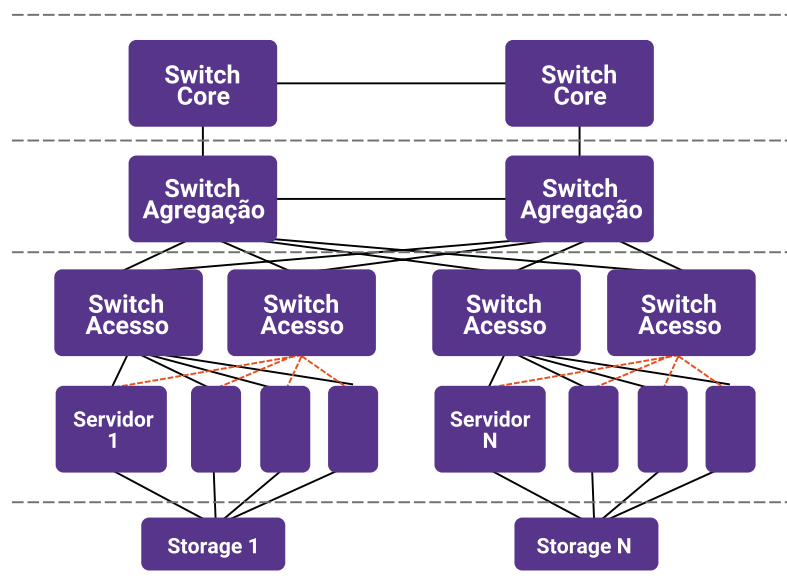 Switch
Core
Switch
Core
Switch
Agregação
Switch
Agregação
Switch
Acesso
Switch
Acesso
Switch
Acesso
Switch
Acesso
Servidor
1
Servidor
N
Storage 1
Storage N